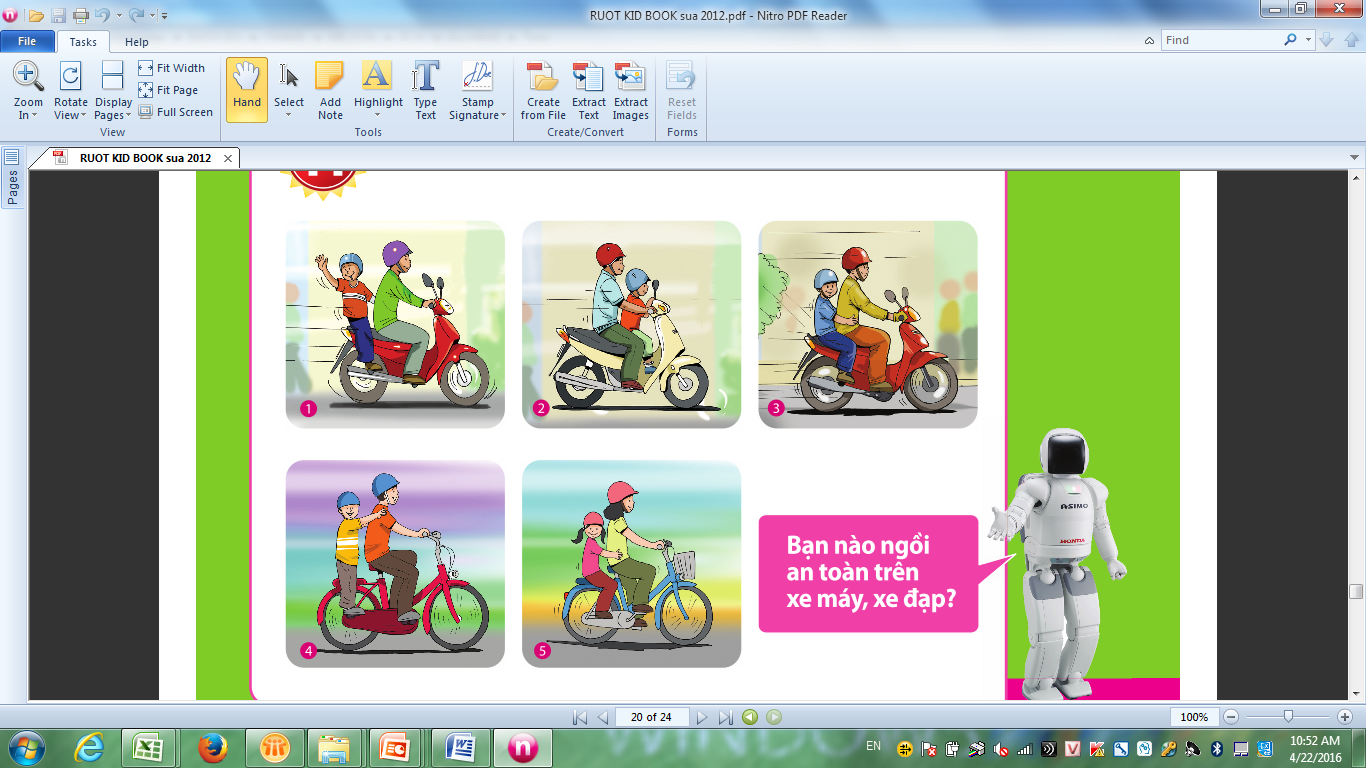 RUOT KID BOOK sua 2012.pdf - Nitro PDF Reader
File Tasks Help
Find
Zoom In
Rotate View
Display Pages
Fit Width
Fit Page
Full Screen
View
Hand
Select
Add Note
Highlight
Type Text
Stamp Signature
Tools
Create from File
Extract Text
Extract Images
Create/Convert
Reset Fields
Forms
RUOT KID BOOK sua 2012
Pages
1
2
3
4
5
Bạn nào ngồi
an toàn trên
xe máy, xe đạp?
ASIMO
HONDA
20 of 24
100%
EN
10:52 AM
4/22/2016